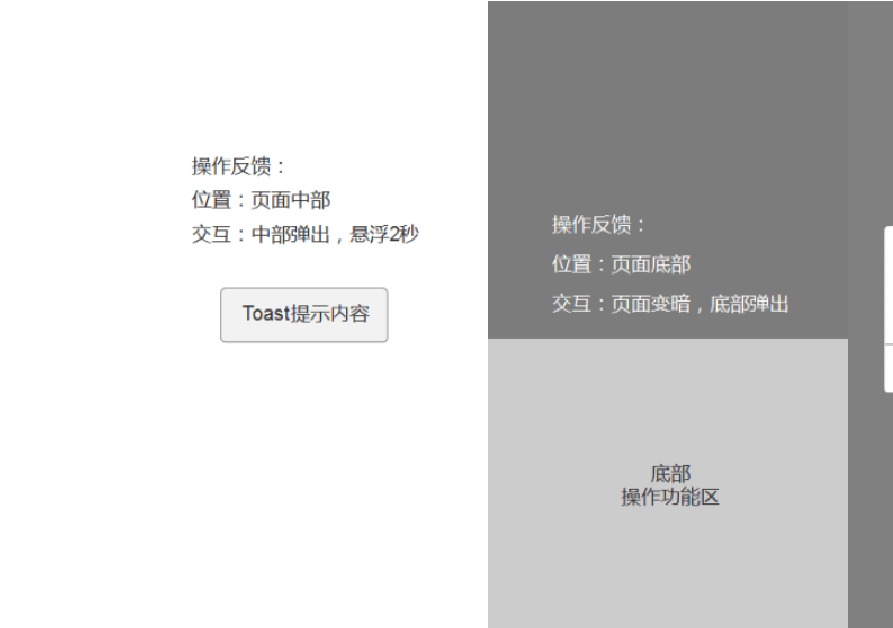 操作反馈：
位置：页面中部
交互：中部弹出，悬浮2秒
Toast提示内容
操作反馈：
位置：页面底部
交互：页面变暗，底部弹出
底部
操作功能区